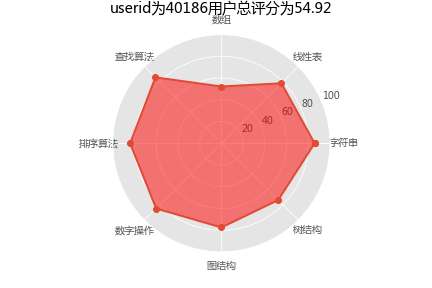 userid为40186用户总评分为54.92
数组
查找算法
线性表
100
80
60
40
20
排序算法
字符串
数字操作
树结构
图结构